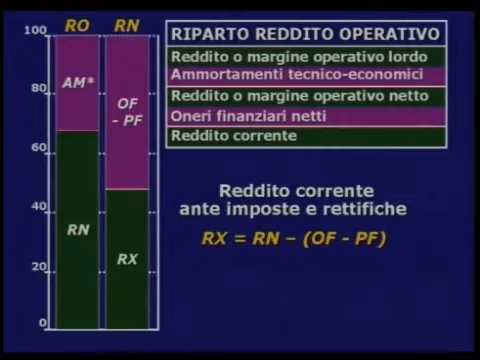 RO RN
100
80
60
40
20
0
AM*
RN
OF
- PF
RX
RIPARTO REDDITO OPERATIVO
Reddito o margine operativo lordo
Ammortamenti tecnico-economici
Reddito o margine operativo netto
Oneri finanziari netti
Reddito corrente
Reddito corrente
ante imposte e rettifiche
RX = RN – (OF - PF)